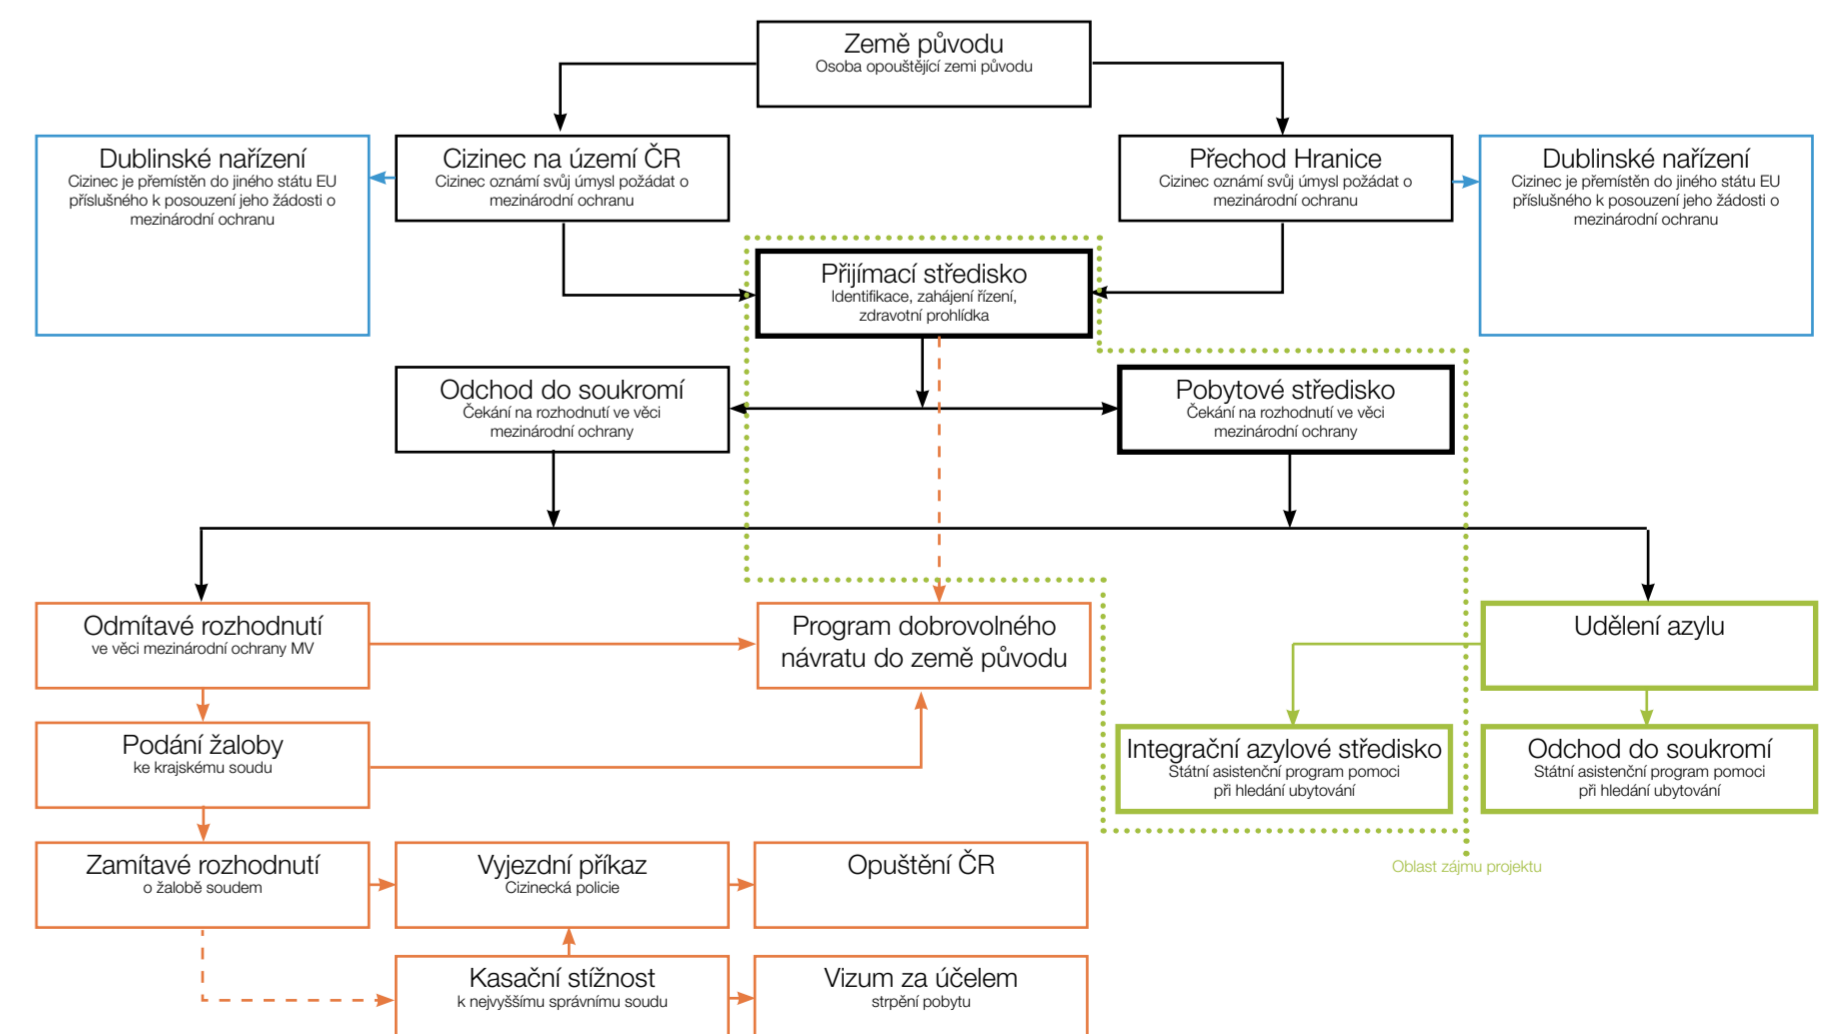 Země původu
Osoba opouštějící zemi původu
Dublinské nařízení
Cizinec je přemístěn do jiného státu EU
příslušného k posouzení jeho žádosti o
mezinárodní ochranu
Cizinec na území ČR
Cizinec oznámí svůj úmysl požádat o
mezinárodní ochranu
Přechod Hranice
Cizinec oznámí svůj úmysl požádat o
mezinárodní ochranu
Dublinské nařízení
Cizinec je přemístěn do jiného státu EU
příslušného k posouzení jeho žádosti o
mezinárodní ochranu
Přijímací středisko
Identifikace, zahájení řízení,
zdravotní prohlídka
Odchod do soukromí
Čekání na rozhodnutí ve věci
mezinárodní ochrany
Pobytové středisko
Čekání na rozhodnutí ve věci
mezinárodní ochrany
Odmítavé rozhodnutí
ve věci mezinárodní ochrany MV
Program dobrovolného
návratu do země původu
Udělení azylu
Podání žaloby
ke krajskému soudu
Integrační azylové středisko
Státní asistenční program pomoci
při hledání ubytování
Odchod do soukromí
Státní asistenční program pomoci
při hledání ubytování
Zamítavé rozhodnutí
o žalobě soudem
Vyjezdní příkaz
Cizinecká policie
Opuštění ČR
Oblast zájmu projektu
Kasační stížnost
k nejvyššímu správnímu soudu
Vizum za účelem
strpění pobytu